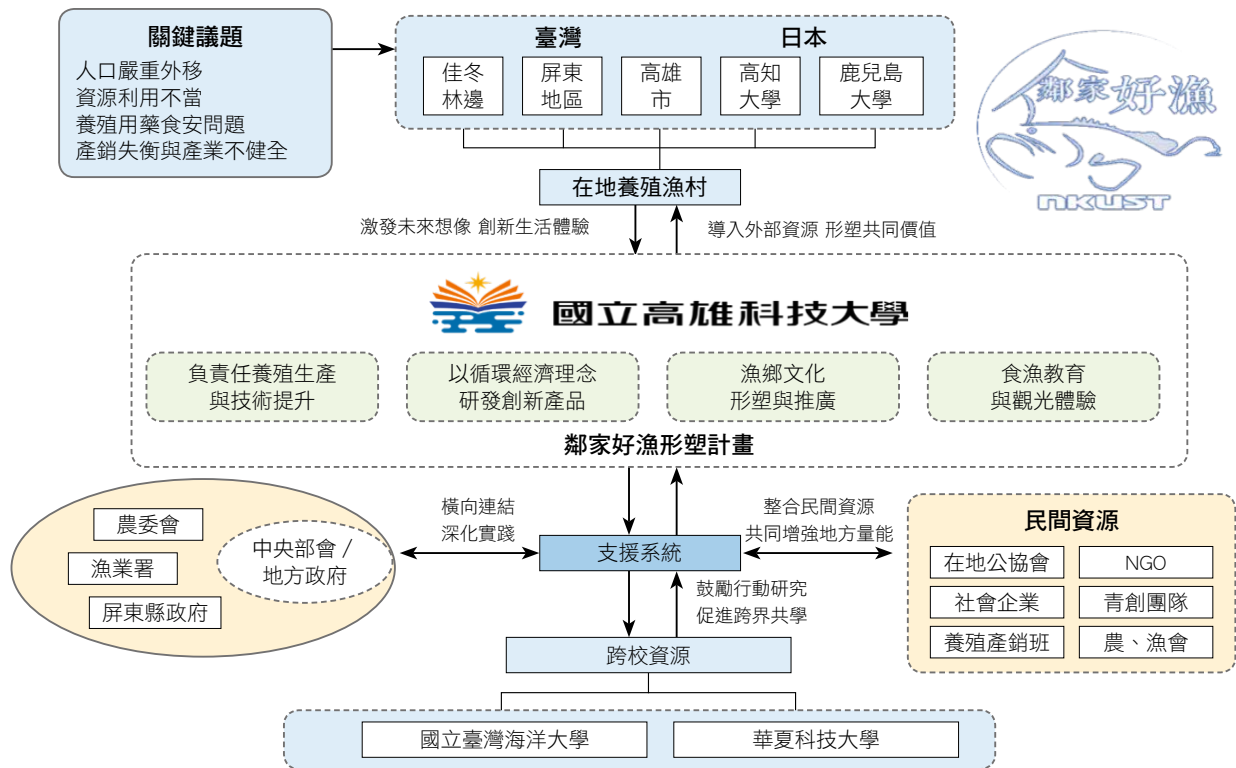 關鍵議題
人口嚴重外移
資源利用不當
養殖用藥食安問題
產銷失衡與產業不健全
臺灣
日本
佳冬
林邊
屏東
地區
高雄
市
高知
大學
鹿兒島
大學
鄰家好漁
NKUST
在地養殖漁村
激發未來想像 創新生活體驗
導入外部資源 形塑共同價值
國立高雄科技大學
負責任養殖生產
與技術提升
以循環經濟理念
研發創新產品
漁鄉文化
形塑與推廣
食漁教育
與觀光體驗
鄰家好漁形塑計畫
農委會
漁業署
屏東縣政府
中央部會 /
地方政府
橫向連結
深化實踐
支援系統
整合民間資源
共同增強地方量能
民間資源
在地公協會
NGO
社會企業
青創團隊
養殖產銷班
農、漁會
鼓勵行動研究
促進跨界共學
跨校資源
國立臺灣海洋大學
華夏科技大學